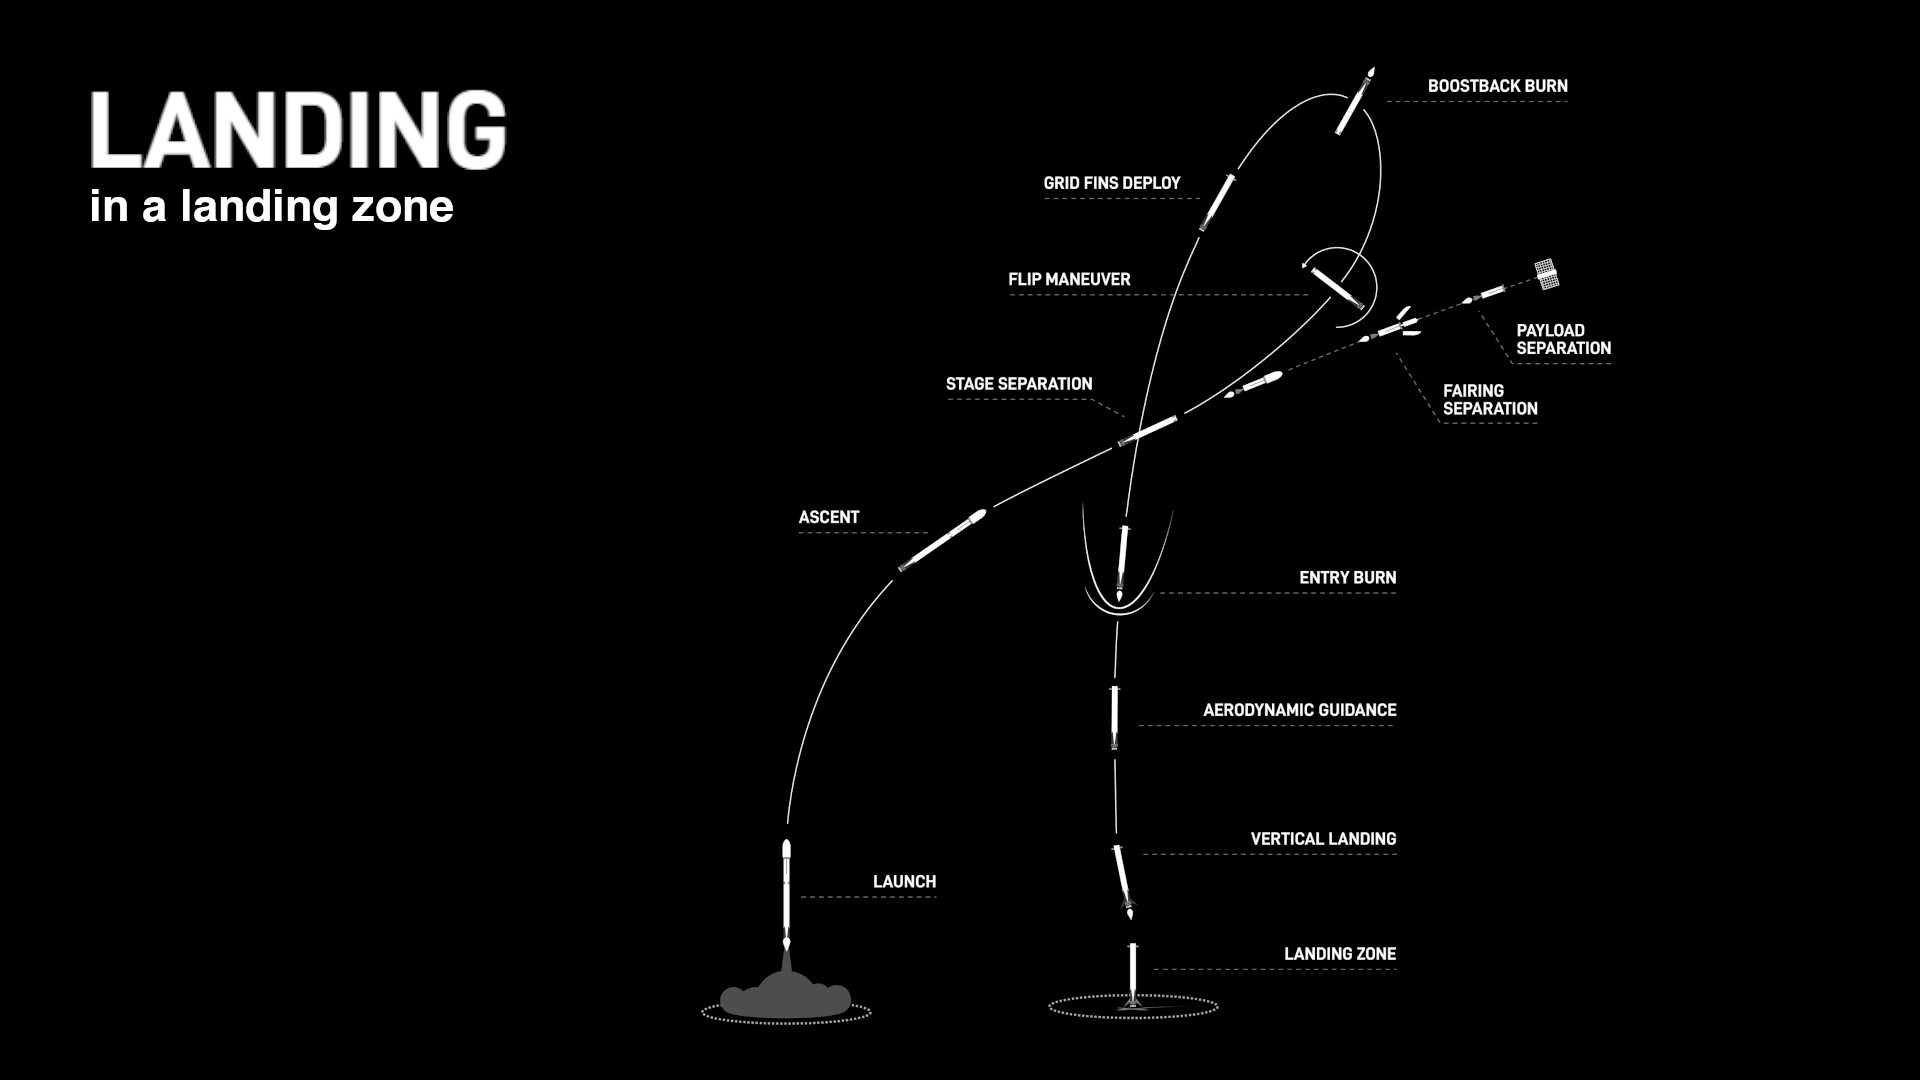 LANDING
in a landing zone
BOOSTBACK BURN
GRID FINS DEPLOY
FLIP MANEUVER
PAYLOAD
SEPARATION
STAGE SEPARATION
FAIRING
SEPARATION
ASCENT
ENTRY BURN
AERODYNAMIC GUIDANCE
VERTICAL LANDING
LAUNCH
LANDING ZONE